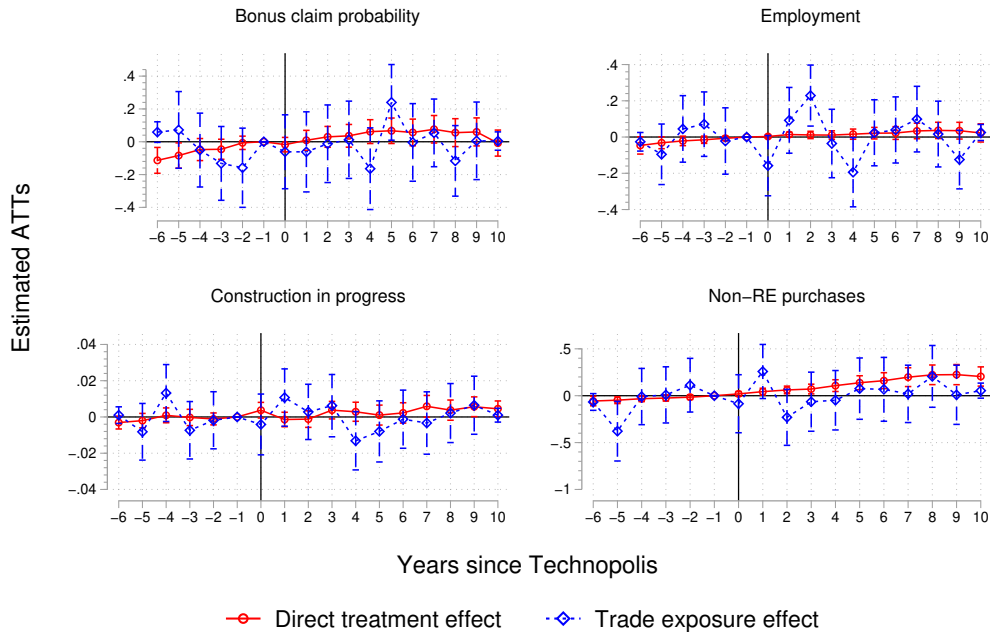 Bonus claim probability
Employment
.4
.2
0
−.2
−.4
−6 −5 −4 −3 −2 −1 0 1 2 3 4 5 6 7 8 9 10
.4
.2
0
−.2
−.4
−6 −5 −4 −3 −2 −1 0 1 2 3 4 5 6 7 8 9 10
Estimated ATTs
Construction in progress
Non−RE purchases
.04
.02
0
−.02
−.04
−6 −5 −4 −3 −2 −1 0 1 2 3 4 5 6 7 8 9 10
.5
0
−.5
−1
−6 −5 −4 −3 −2 −1 0 1 2 3 4 5 6 7 8 9 10
Years since Technopolis
Direct treatment effect
Trade exposure effect